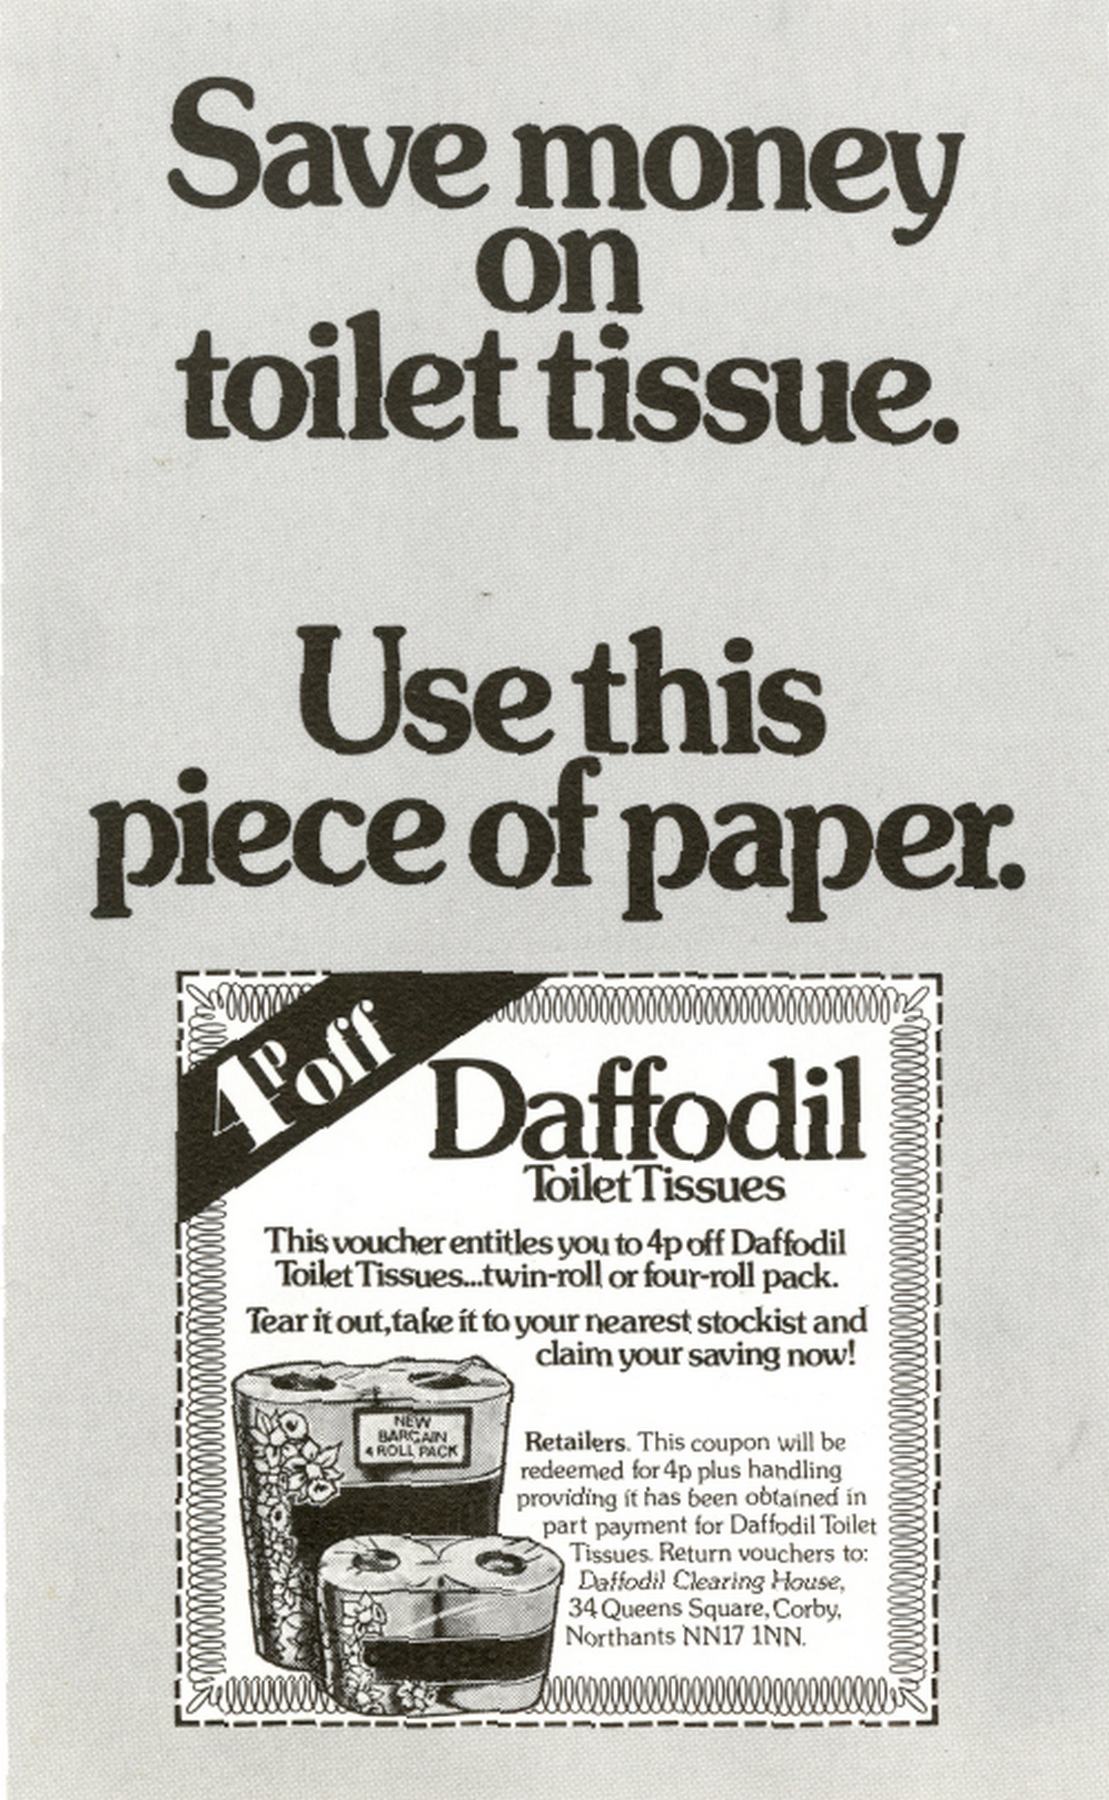 Save money
on
toilet tissue.
Use this
piece of paper.
4p off
Daffodil
Toilet Tissues
This voucher entitles you to 4p off Daffodil
Toilet Tissues...twin-roll or four-roll pack.
Tear it out, take it to your nearest stockist and
claim your saving now!
NEW
BARGAIN
4 ROLL PACK
Retailers. This coupon will be
redeemed for 4p plus handling
providing it has been obtained in
part payment for Daffodil Toilet
Tissues. Return vouchers to:
Daffodil Clearing House,
34 Queens Square, Corby,
Northants NN17 1NN.